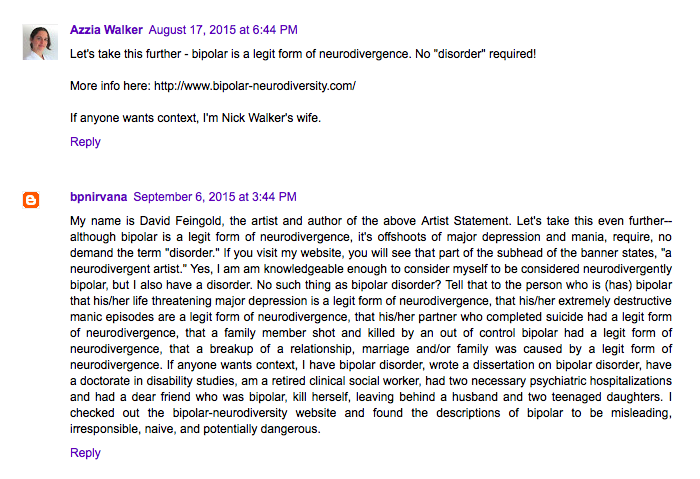 Azzia Walker August 17, 2015 at 6:44 PM
Let's take this further - bipolar is a legit form of neurodivergence. No "disorder" required!
More info here: http://www.bipolar-neurodiversity.com/
If anyone wants context, I'm Nick Walker's wife.
Reply
bpnirvana September 6, 2015 at 3:44 PM
My name is David Feingold, the artist and author of the above Artist Statement. Let's take this even further--
although bipolar is a legit form of neurodivergence, it's offshoots of major depression and mania, require, no
demand the term "disorder." If you visit my website, you will see that part of the subhead of the banner states, "a
neurodivergent artist." Yes, I am am knowledgeable enough to consider myself to be considered neurodivergently
bipolar, but I also have a disorder. No such thing as bipolar disorder? Tell that to the person who is (has) bipolar
that his/her life threatening major depression is a legit form of neurodivergence, that his/her extremely destructive
manic episodes are a legit form of neurodivergence, that his/her partner who completed suicide had a legit form
of neurodivergence, that a family member shot and killed by an out of control bipolar had a legit form of
neurodivergence, that a breakup of a relationship, marriage and/or family was caused by a legit form of
neurodivergence. If anyone wants context, I have bipolar disorder, wrote a dissertation on bipolar disorder, have
a doctorate in disability studies, am a retired clinical social worker, had two necessary psychiatric hospitalizations
and had a dear friend who was bipolar, kill herself, leaving behind a husband and two teenaged daughters. I
checked out the bipolar-neurodiversity website and found the descriptions of bipolar to be misleading,
irresponsible, naive, and potentially dangerous.
Reply